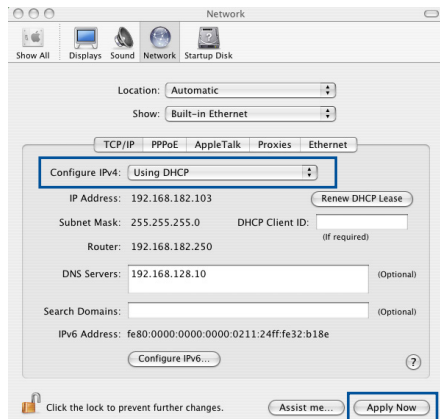 Network
Show All Displays Sound Network Startup Disk
Location: Automatic
Show: Built-in Ethernet
TCP/IP PPPoE AppleTalk Proxies Ethernet
Configure IPv4: Using DHCP
IP Address: 192.168.182.103 Renew DHCP Lease
Subnet Mask: 255.255.255.0 DHCP Client ID:
(If required)
Router: 192.168.182.250
DNS Servers: 192.168.128.10 (Optional)
Search Domains: (Optional)
IPv6 Address: fe80:0000:0000:0000:0211:24ff:fe32:b18e
Configure IPv6... ?
Click the lock to prevent further changes. Assist me... Apply Now